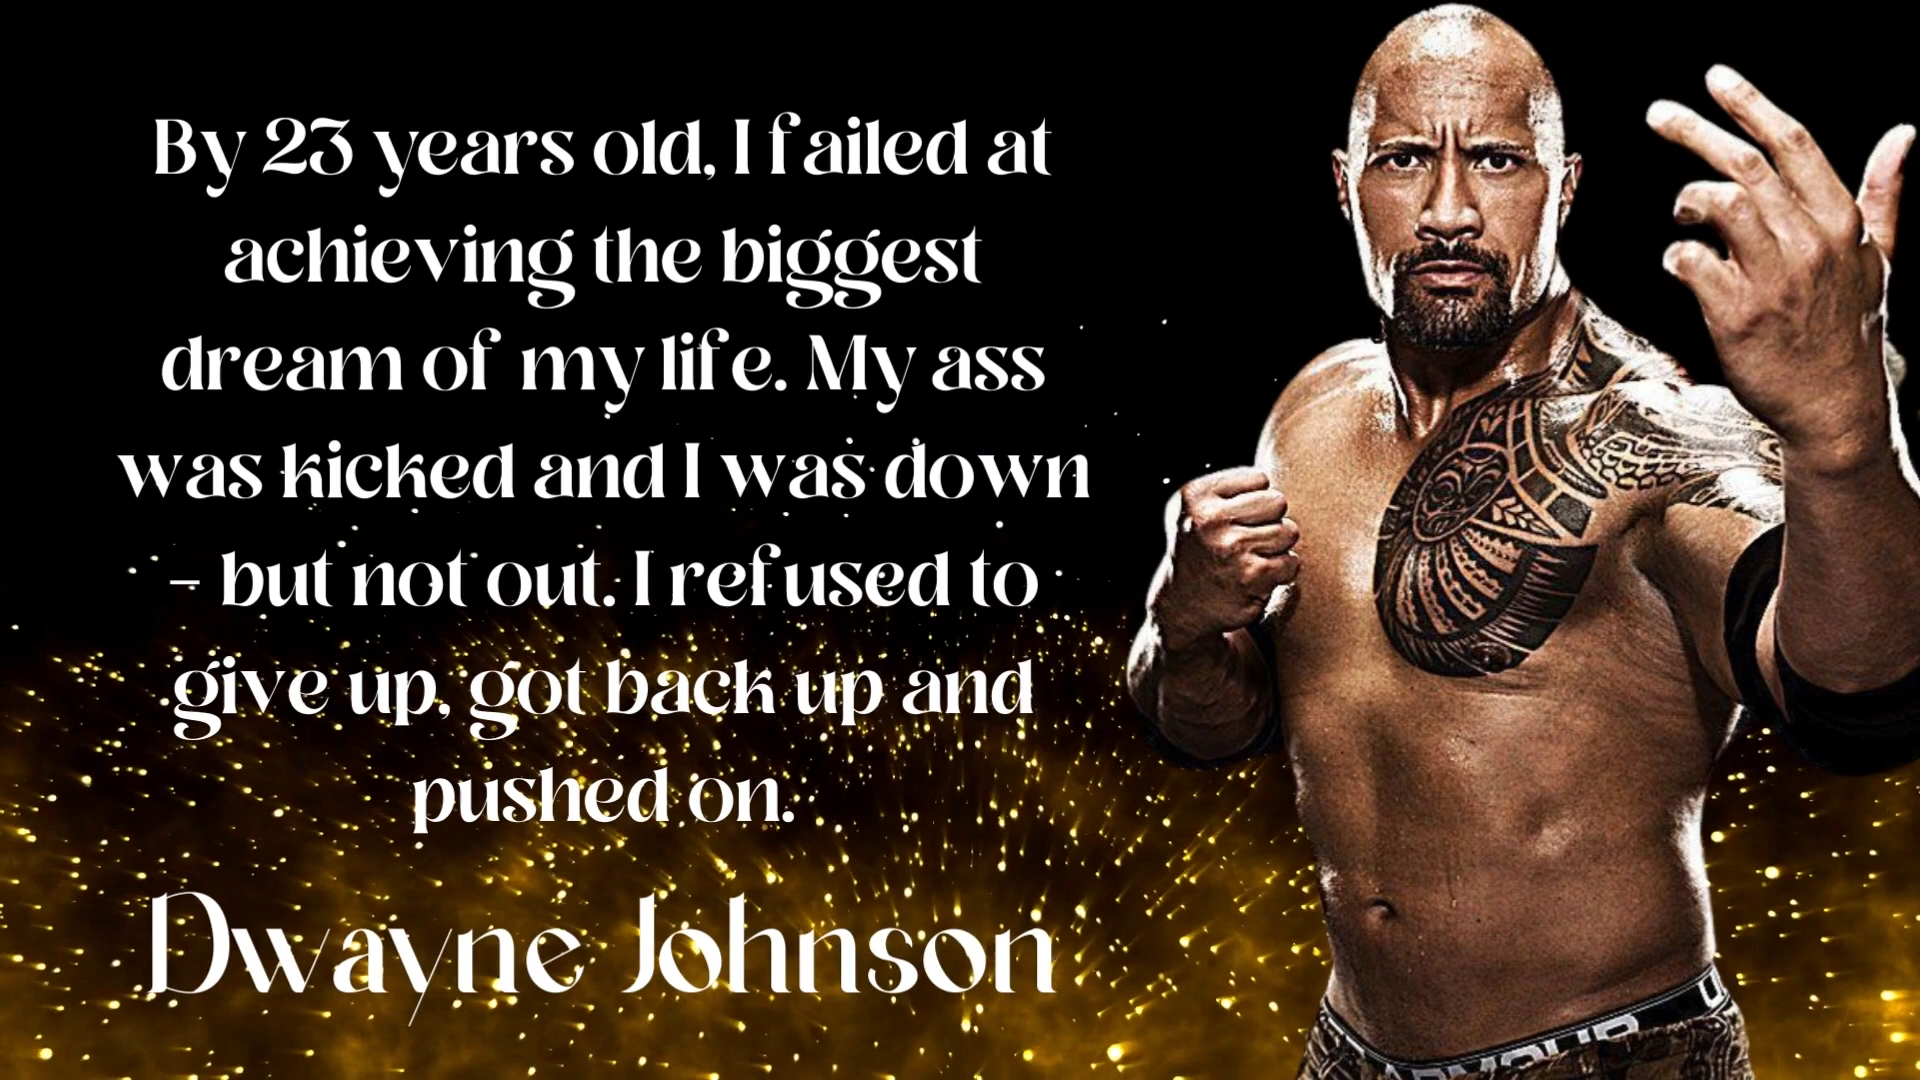 By 23 years old, I failed at
achieving the biggest
dream of my life. My ass
was kicked and I was down
- but not out. I refused to
give up, got back up and
pushed on.
Dwayne Johnson